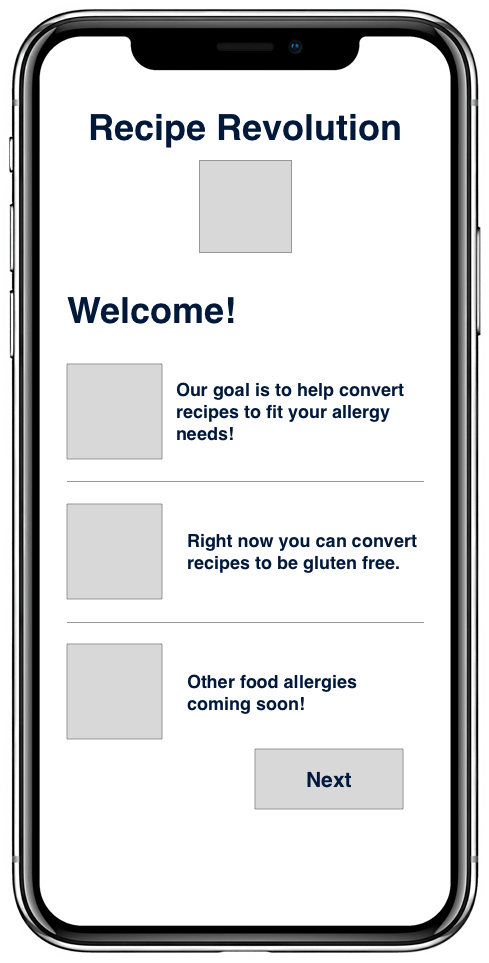 Recipe Revolution
Welcome!
Our goal is to help convert
recipes to fit your allergy
needs!
Right now you can convert
recipes to be gluten free.
Other food allergies
coming soon!
Next